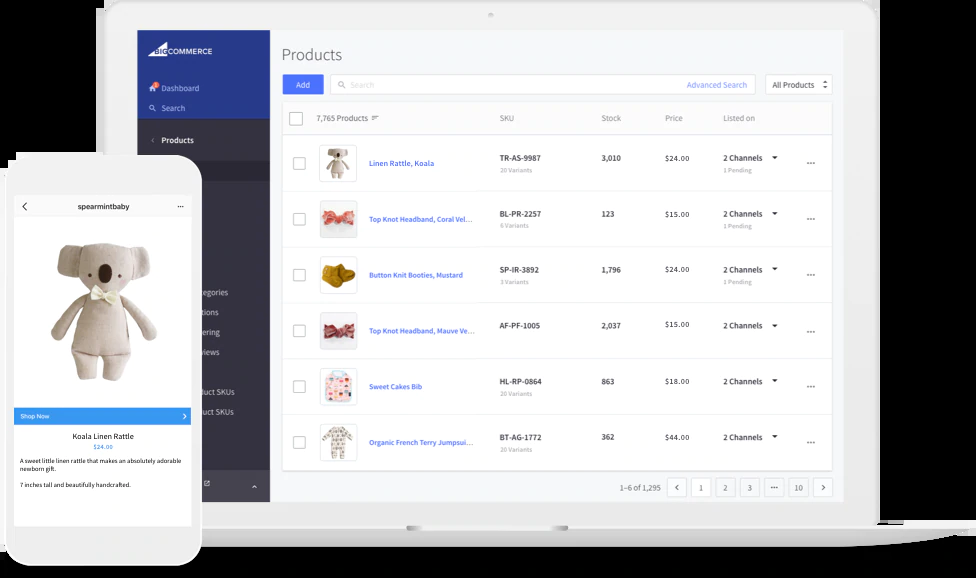 BIGCOMMERCE
Dashboard
Search
Products
egories
tions
ering
views
duct SKUs
duct SKUs
Products
Add
Search
Advanced Search
All Products
7,765 Products
SKU
Stock
Price
Listed on
Linen Rattle, Koala
TR-AS-9987
20 Variants
3,010
$24.00
2 Channels
1 Pending
Top Knot Headband, Coral Vel...
BL-PR-2257
6 Variants
123
$15.00
2 Channels
1 Pending
Button Knit Booties, Mustard
SP-IR-3892
3 Variants
1,796
$24.00
2 Channels
1 Pending
Top Knot Headband, Mauve Ve...
AF-PF-1005
2,037
$15.00
2 Channels
Sweet Cakes Bib
HL-RP-0864
20 Variants
863
$18.00
2 Channels
Organic French Terry Jumpsui...
BT-AG-1772
20 Variants
362
$44.00
2 Channels
1–6 of 1,295
1
2
3
...
10
spearmintbaby
Shop Now
Koala Linen Rattle
$24.00
A sweet little linen rattle that makes an absolutely adorable
newborn gift.
7 inches tall and beautifully handcrafted.